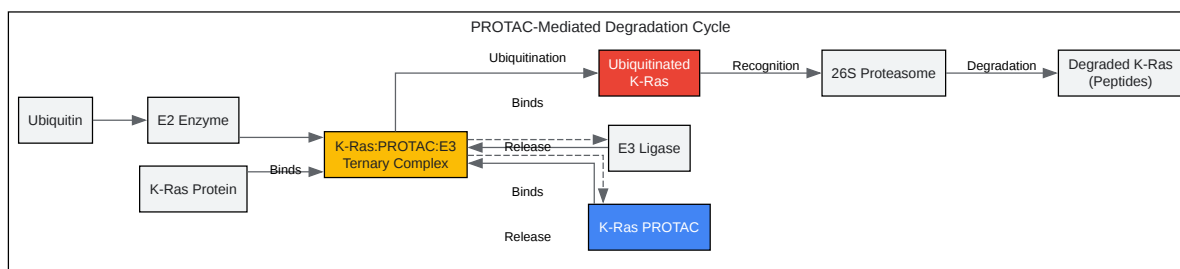 PROTAC-Mediated Degradation Cycle
Ubiquitination
Ubiquitinated
K-Ras
Recognition
26S Proteasome
Degradation
Degraded K-Ras
(Peptides)
Ubiquitin
E2 Enzyme
Binds
K-Ras:PROTAC:E3
Ternary Complex
Release
E3 Ligase
K-Ras Protein
Binds
Binds
K-Ras PROTAC
Release